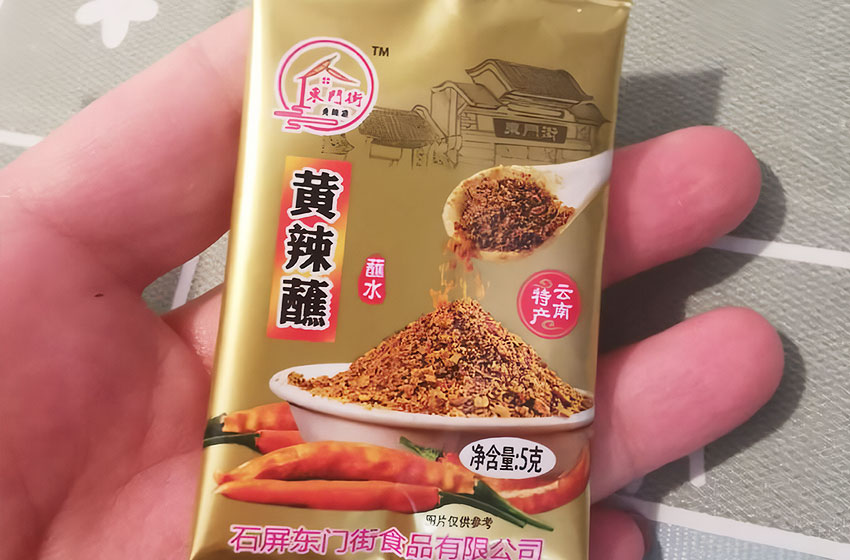 TM
東門街
東門街
黄辣蘸
蘸水
云南
特产
净含量:5克
图片仅供参考
石屏东门街食品有限公司